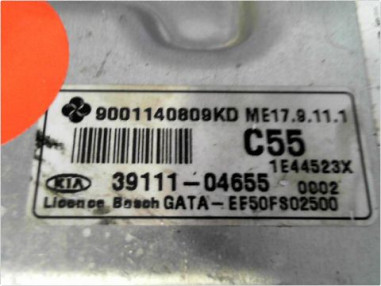 9001140809KD ME17.9.11.1
C55
1E44523X
KIA 39111-04655 0002
Licence Bosch GATA-EF50FS02500